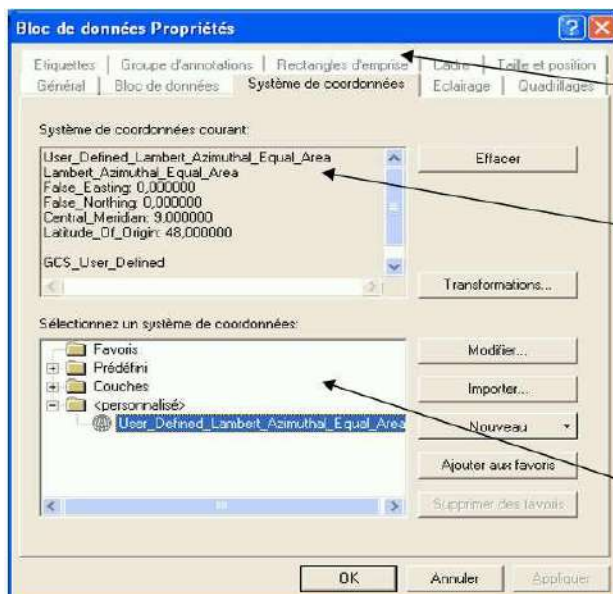 Bloc de données Propriétés
Etiquettes Groupe d'annotations Rectangles d'emprise Cadre Taille et position
Général Bloc de données Système de coordonnées Eclairage Quadrillages
Système de coordonnées courant:
User_Defined_Lambert_Azimuthal_Equal_Area
Lambert_Azimuthal_Equal_Area
False_Easting: 0,000000
False_Northing: 0,000000
Central_Meridian: 9,000000
Latitude_Of_Origin: 48,000000
GCS_User_Defined
Effacer
Transformations...
Sélectionnez un système de coordonnées:
Favoris
Prédéfini
Couches
<personnalisé>
User_Defined_Lambert_Azimuthal_Equal_Area
Modifier...
Importer...
Nouveau
Ajouter aux favoris
Supprimer des favoris
OK Annuler Appliquer